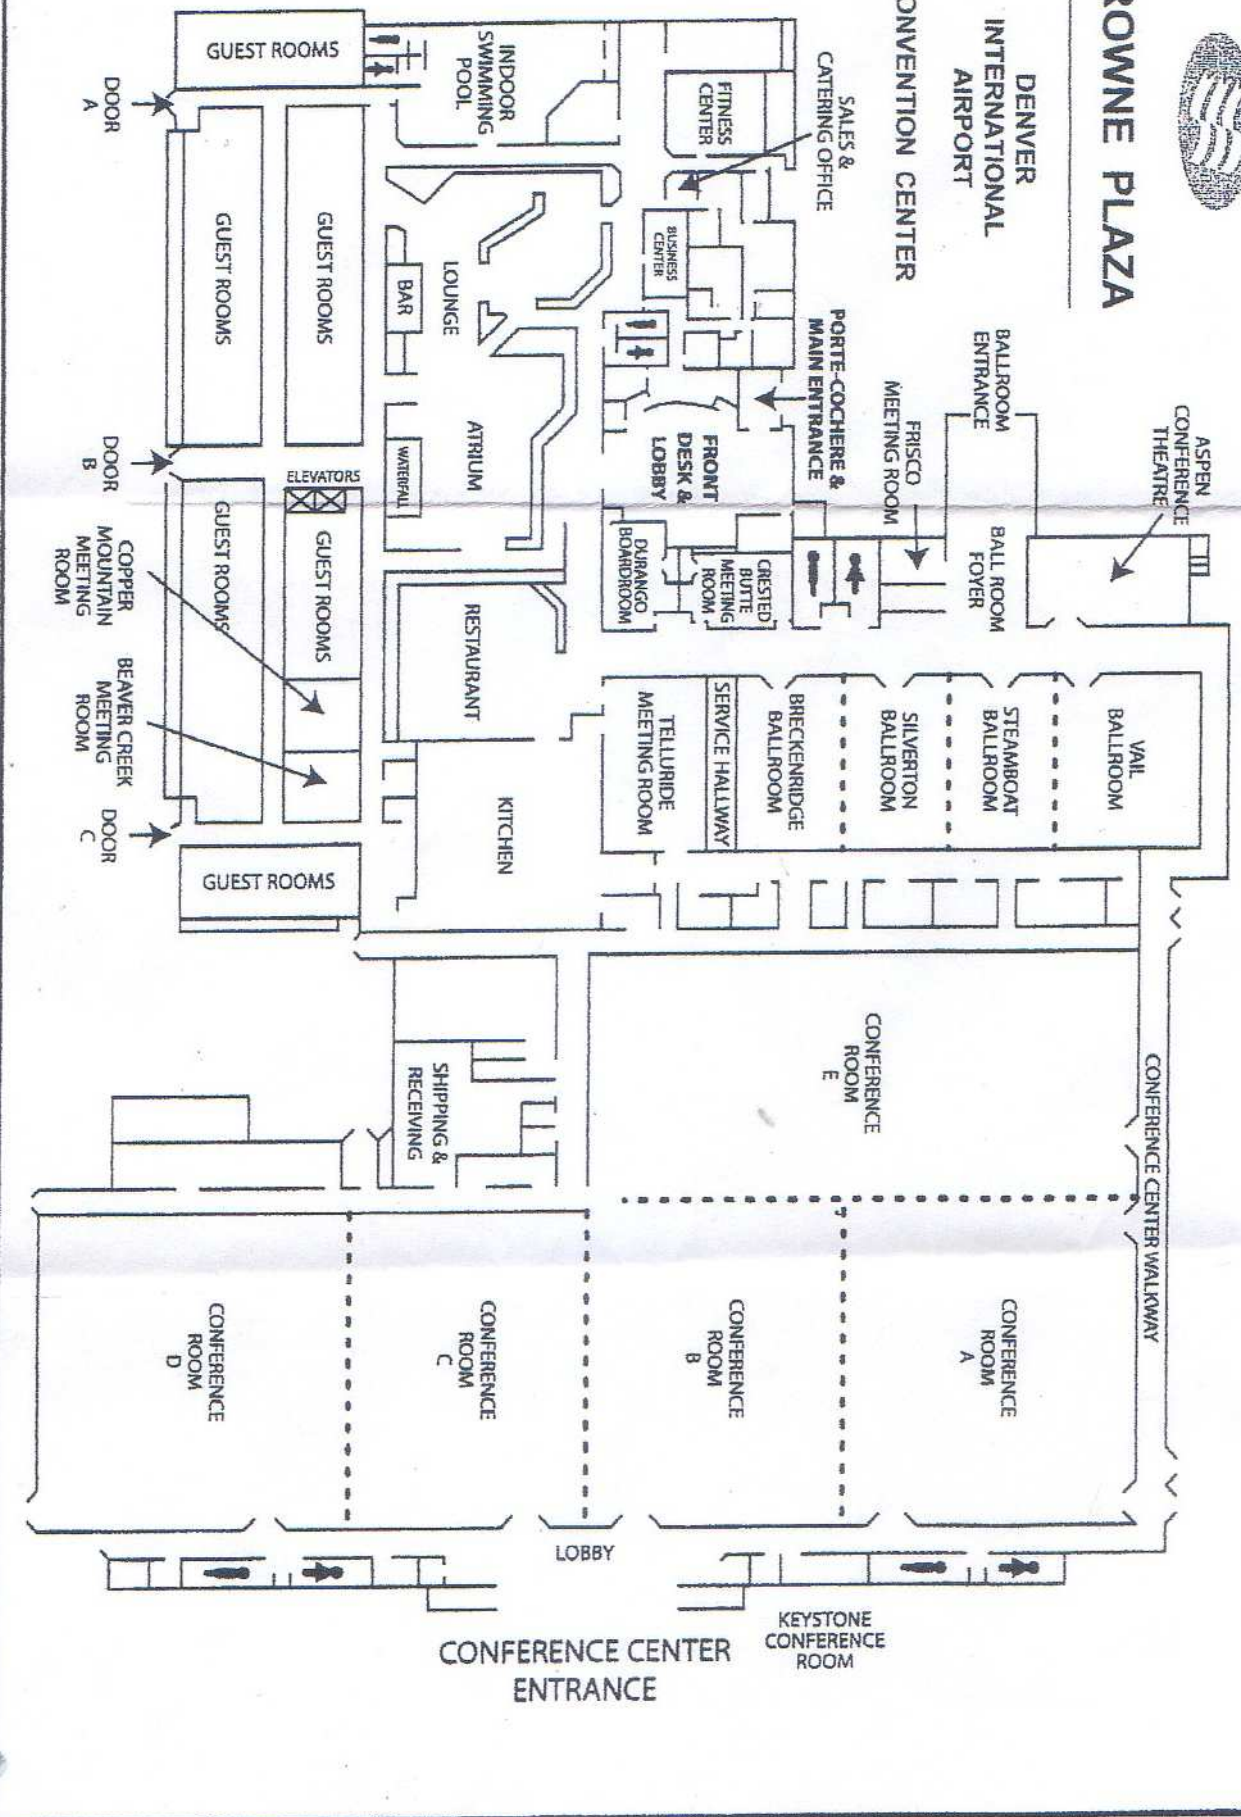 ROWNE PLAZA
DENVER
INTERNATIONAL
AIRPORT
ONVENTION CENTER
ASPEN
CONFERENCE
THEATRE
BALLROOM
ENTRANCE
FRISCO
MEETING ROOM
PORTE-COCHERE &
MAIN ENTRANCE
SALES &
CATERING OFFICE
FITNESS
CENTER
BUSINESS
CENTER
INDOOR
SWIMMING
POOL
GUEST ROOMS
DOOR
A
GUEST ROOMS
GUEST ROOMS
LOUNGE
BAR
ATRIUM
WATERFALL
FRONT
DESK &
LOBBY
DURANGO
BOARDROOM
CRESTED
BUTTE
MEETING
ROOM
BALL ROOM
FOYER
DOOR
B
ELEVATORS
GUEST ROOMS
GUEST ROOMS
COPPER
MOUNTAIN
MEETING
ROOM
BEAVER CREEK
MEETING
ROOM
DOOR
C
GUEST ROOMS
RESTAURANT
KITCHEN
TELLURIDE
MEETING ROOM
SERVICE HALLWAY
BRECKENRIDGE
BALLROOM
SILVERTON
BALLROOM
STEAMBOAT
BALLROOM
VAIL
BALLROOM
CONFERENCE CENTER WALKWAY
CONFERENCE
ROOM
E
SHIPPING &
RECEIVING
CONFERENCE
ROOM
A
CONFERENCE
ROOM
B
CONFERENCE
ROOM
C
CONFERENCE
ROOM
D
LOBBY
KEYSTONE
CONFERENCE
ROOM
CONFERENCE CENTER
ENTRANCE